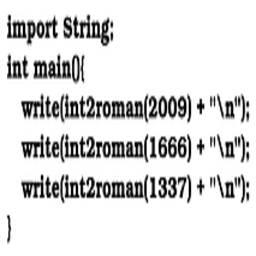 import String;
int main(){
write(int2roman(2009) + "\n");
write(int2roman(1666) + "\n");
write(int2roman(1337) + "\n");
}